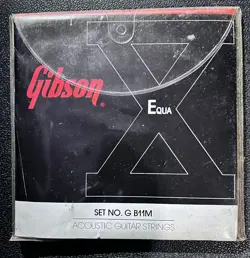 Gibson®
EQUA
X
SET NO. G B11M
ACOUSTIC GUITAR STRINGS